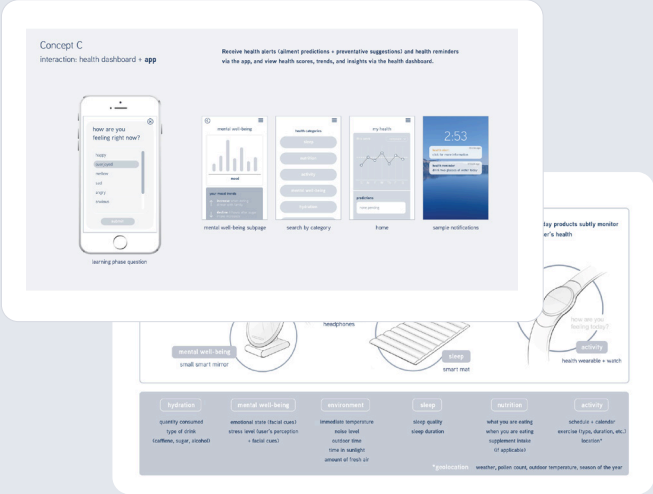 Concept C
interaction: health dashboard + app
Receive health alerts (ailment predictions + preventative suggestions) and health reminders
via the app, and view health scores, trends, and insights via the health dashboard.
how are you
feeling right now?
happy
restless
sad
angry
learning phase question
mental well-being
mood
your mood trends
mental well-being subpage
health categories
sleep
nutrition
activity
mental well-being
hydration
search by category
my health
predictions
home
2:53
sample notifications
day products subtly monitor
er's health
headphones
mental well-being
small smart mirror
sleep
smart mat
how are you
feeling today?
activity
health wearable + watch
hydration
quantity consumed
type of drink
(caffeine, sugar, alcohol)
mental well-being
emotional state (facial cues)
stress level (user's perception
+ facial cues)
environment
immediate temperature
noise level
outdoor time
time in sunlight
amount of fresh air
sleep
sleep quality
sleep duration
nutrition
what you are eating
when you are eating
supplement intake
(if applicable)
activity
schedule + calendar
exercise (type, duration, etc.)
location*
*geolocation weather, pollen count, outdoor temperature, season of the year